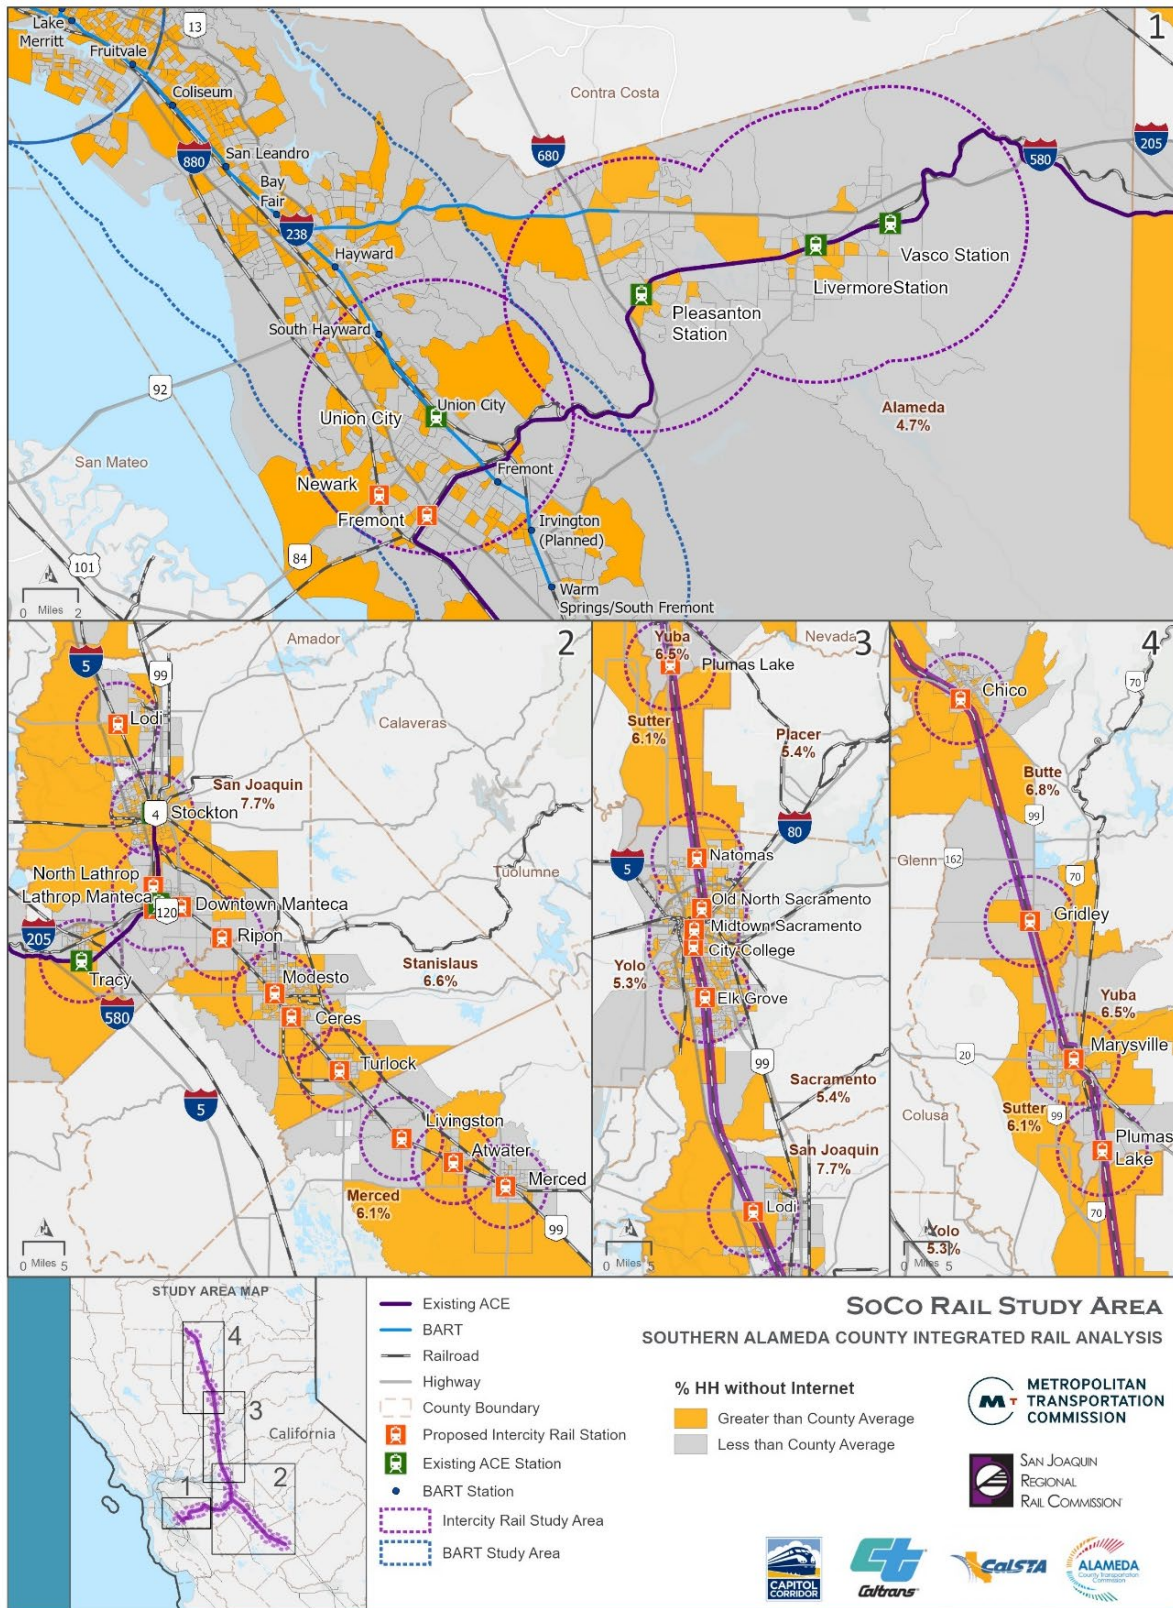 1
Lake
Merritt
13
Fruitvale
Coliseum
Contra Costa
680
205
880
San Leandro
580
Bay
Fair
238
Hayward
Vasco Station
LivermoreStation
Pleasanton
Station
South Hayward
92
Union City
Union City
Alameda
4.7%
San Mateo
Fremont
Newark
Fremont
Irvington
(Planned)
84
101
Warm
Springs/South Fremont
0 Miles 2
2
5
99
Amador
Lodi
Calaveras
San Joaquin
7.7%
4
Stockton
Tuolumne
North Lathrop
Lathrop Manteca
120
Downtown Manteca
205
Ripon
Tracy
Stanislaus
6.6%
Modesto
580
Ceres
Turlock
5
Livingston
Atwater
Merced
Merced
6.1%
99
0 Miles 5
3
Yuba
6.5%
Nevada
Plumas Lake
Sutter
6.1%
Placer
5.4%
80
Natomas
5
Old North Sacramento
Midtown Sacramento
City College
Yolo
5.3%
Elk Grove
99
Sacramento
5.4%
San Joaquin
7.7%
Lodi
0 Miles 5
4
70
Chico
Butte
6.8%
99
Glenn
162
70
Gridley
Yuba
6.5%
20
Marysville
Colusa
Sutter
6.1%
99
Plumas
Lake
70
Yolo
5.3%
0 Miles 5
STUDY AREA MAP
4
3
California
2
1
Existing ACE
BART
Railroad
Highway
County Boundary
Proposed Intercity Rail Station
Existing ACE Station
BART Station
Intercity Rail Study Area
BART Study Area
SOCO RAIL STUDY AREA
SOUTHERN ALAMEDA COUNTY INTEGRATED RAIL ANALYSIS
% HH without Internet
Greater than County Average
Less than County Average
MT
METROPOLITAN
TRANSPORTATION
COMMISSION
SAN JOAQUIN
REGIONAL
RAIL COMMISSION
CAPITOL
CORRIDOR
Ct
Caltrans
CalSTA
ALAMEDA
County Transportation
Commission